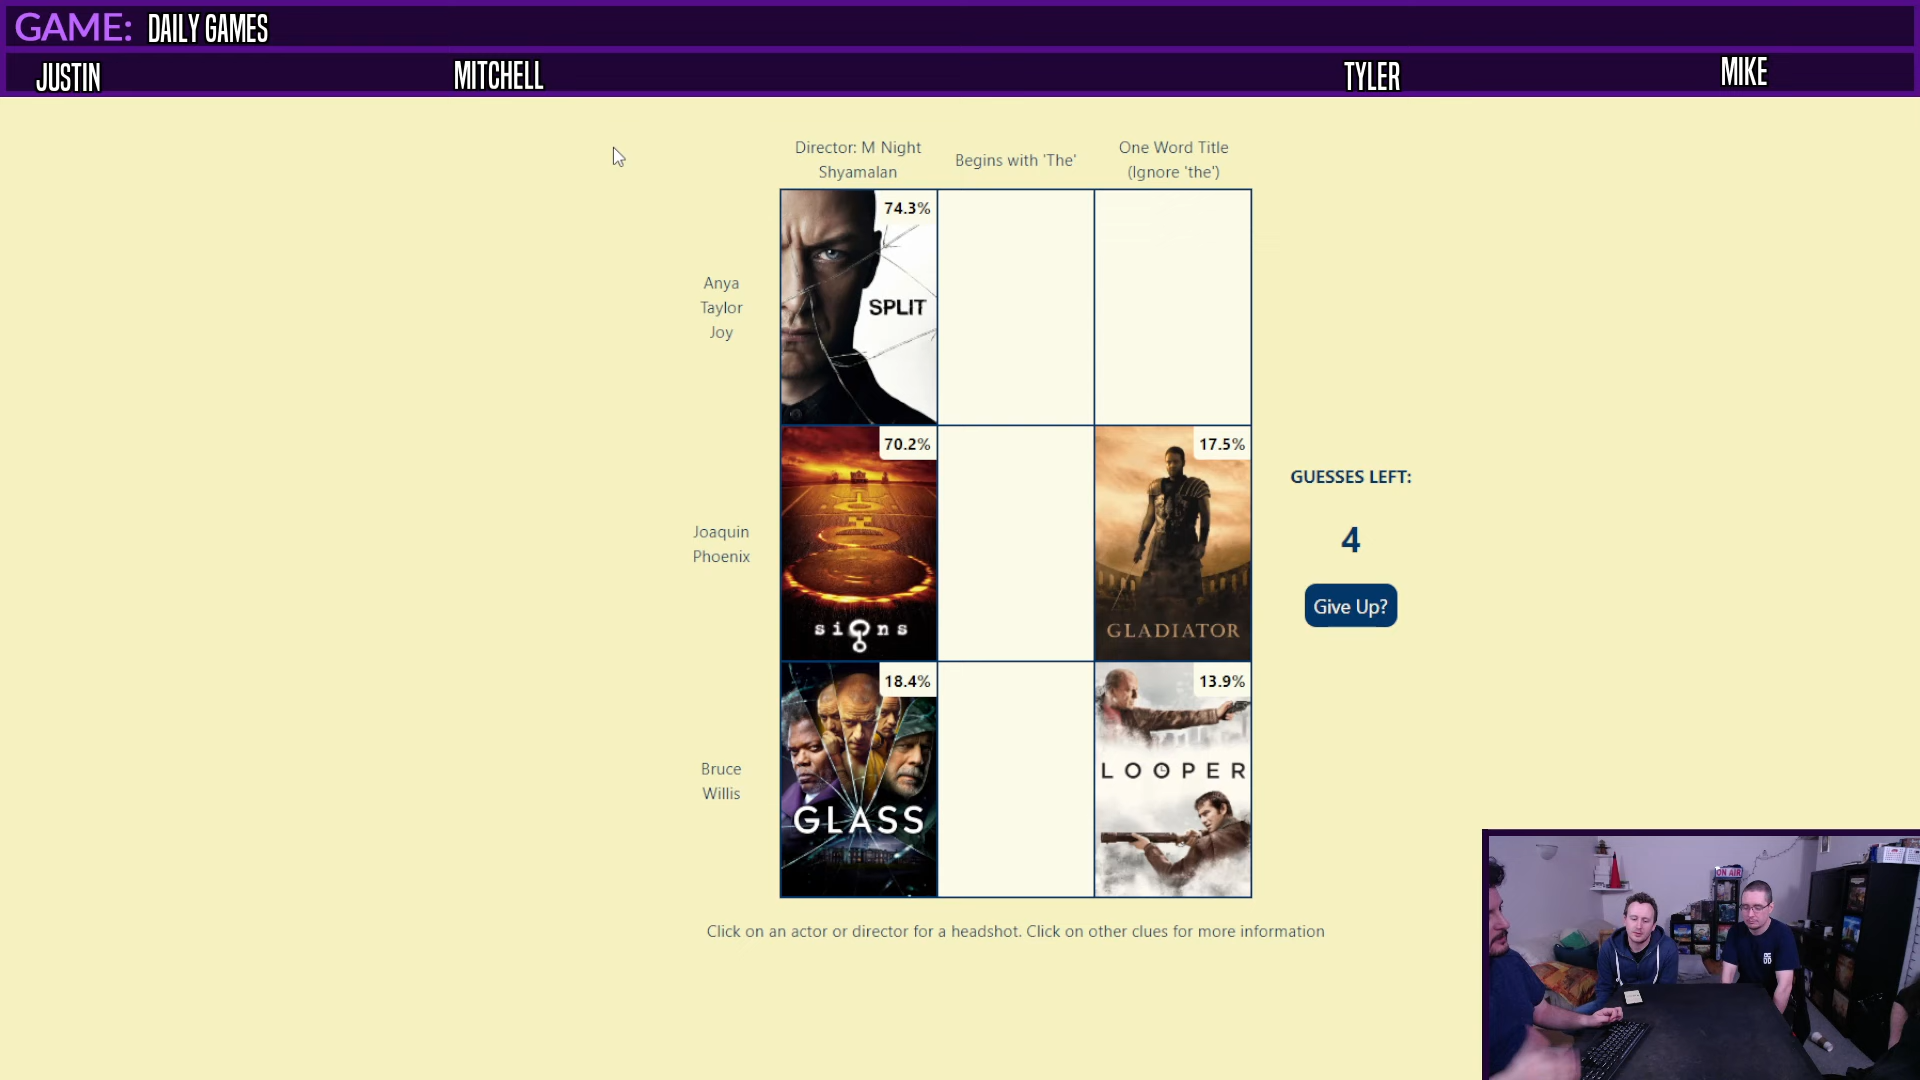 GAME: DAILY GAMES
JUSTIN
MITCHELL
TYLER
MIKE
Director: M Night
Shyamalan
Begins with 'The'
One Word Title
(Ignore 'the')
Anya
Taylor
Joy
74.3%
SPLIT
Joaquin
Phoenix
70.2%
signs
17.5%
GLADIATOR
GUESSES LEFT:
4
Give Up?
Bruce
Willis
18.4%
GLASS
13.9%
LOOPER
Click on an actor or director for a headshot. Click on other clues for more information
ON AIR